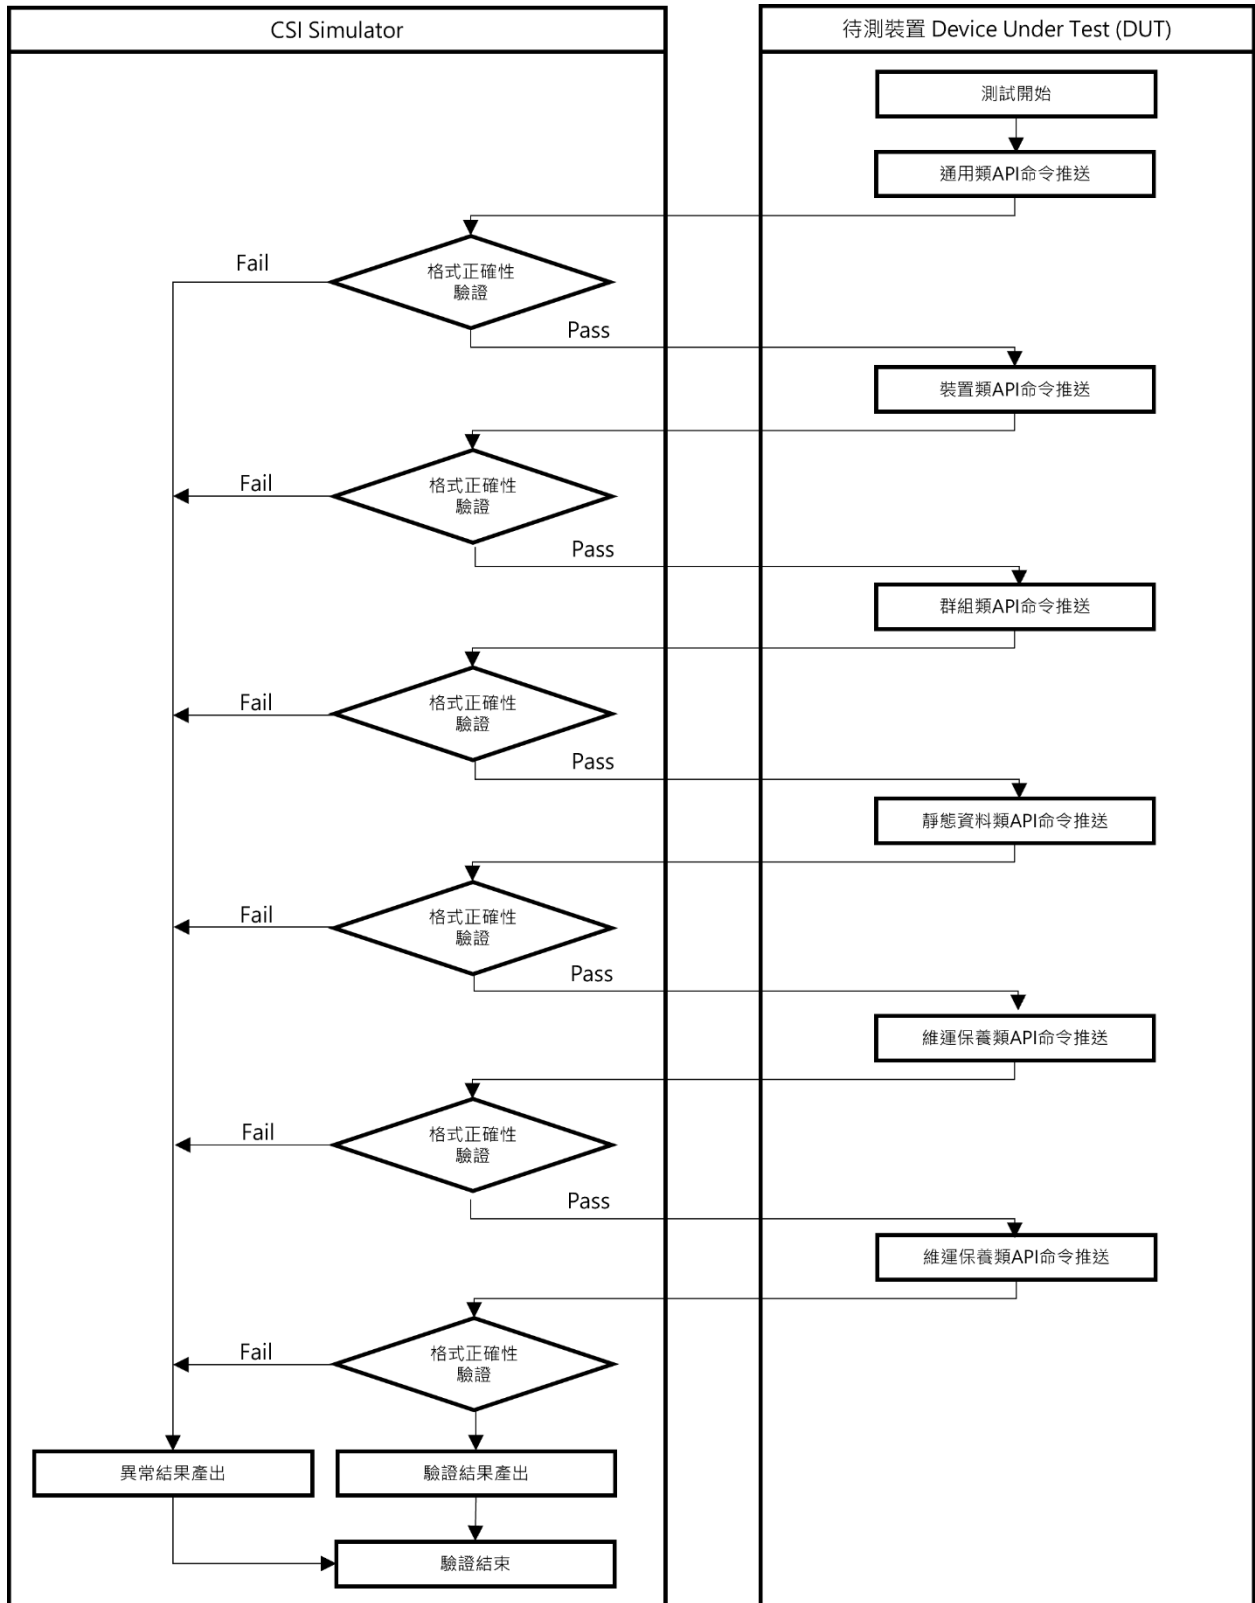 CSI Simulator
待測裝置 Device Under Test (DUT)
測試開始
通用類API命令推送
格式正確性
驗證
Fail
Pass
裝置類API命令推送
格式正確性
驗證
Fail
Pass
群組類API命令推送
格式正確性
驗證
Fail
Pass
靜態資料類API命令推送
格式正確性
驗證
Fail
Pass
維運保養類API命令推送
格式正確性
驗證
Fail
Pass
維運保養類API命令推送
格式正確性
驗證
Fail
異常結果產出
驗證結果產出
驗證結束